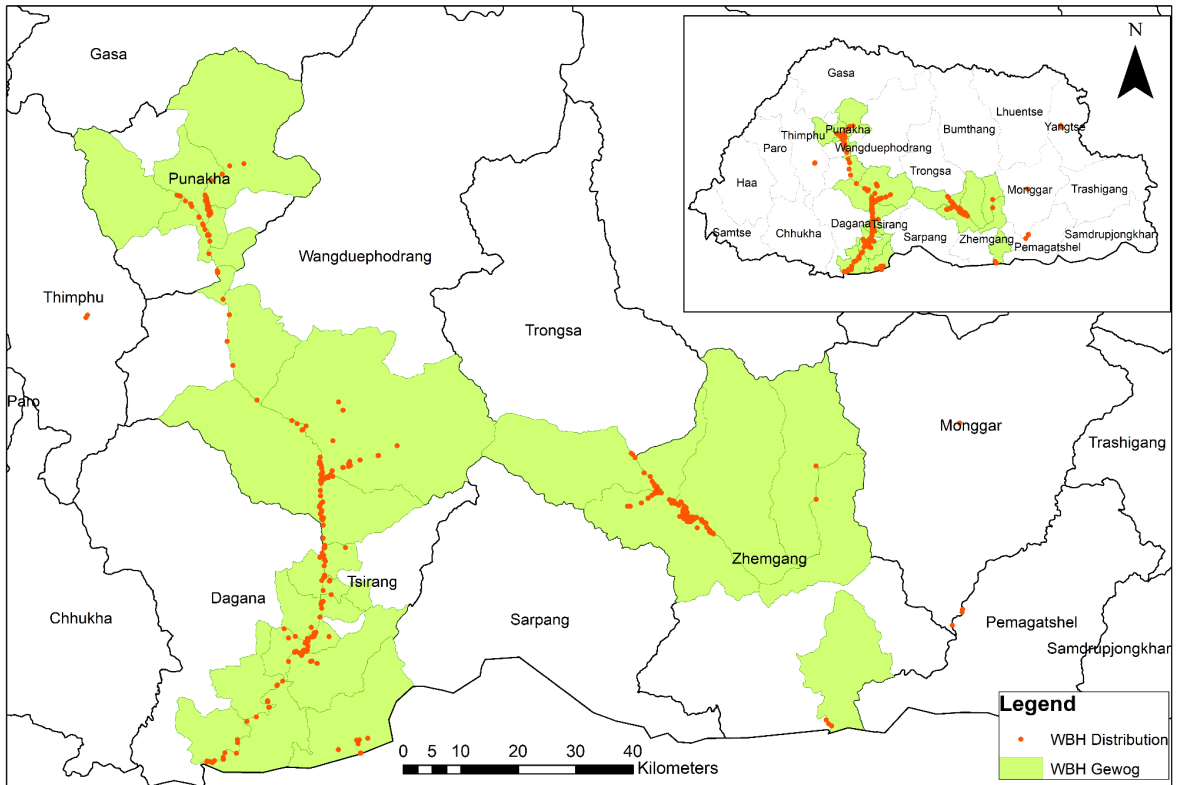 Gasa
Punakha
Wangduephodrang
Thimphu
Trongsa
Paro
Monggar
Trashigang
Zhemgang
Tsirang
Dagana
Chhukha
Sarpang
Pemagatshel
Samdrupjongkhar
N
Gasa
Lhuentse
Bumthang
Yangtse
Punakha
Thimphu
Paro
Wangduephodrang
Trongsa
Haa
Monggar
Trashigang
Dagana
Tsirang
Samtse
Chhukha
Sarpang
Zhemgang
Samdrupjongkhar
Pemagatshel
Legend
WBH Distribution
WBH Gewog
0 5 10 20 30 40
Kilometers